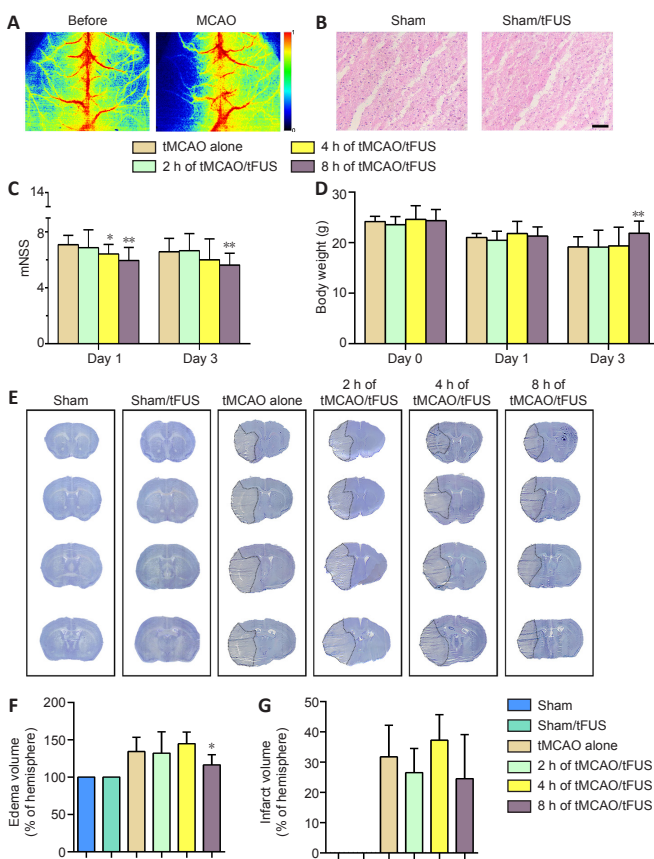 A
Before
MCAO
1
0
B
Sham
Sham/tFUS
tMCAO alone
4 h of tMCAO/tFUS
2 h of tMCAO/tFUS
8 h of tMCAO/tFUS
C
mNSS
14
8
6
0
*
**
**
Day 1
Day 3
D
Body weight (g)
30
20
10
0
**
Day 0
Day 1
Day 3
E
Sham
Sham/tFUS
tMCAO alone
2 h of
tMCAO/tFUS
4 h of
tMCAO/tFUS
8 h of
tMCAO/tFUS
F
Edema volume
(% of hemisphere)
200
150
100
50
0
*
G
Infarct volume
(% of hemisphere)
50
40
30
20
10
0
Sham
Sham/tFUS
tMCAO alone
2 h of tMCAO/tFUS
4 h of tMCAO/tFUS
8 h of tMCAO/tFUS